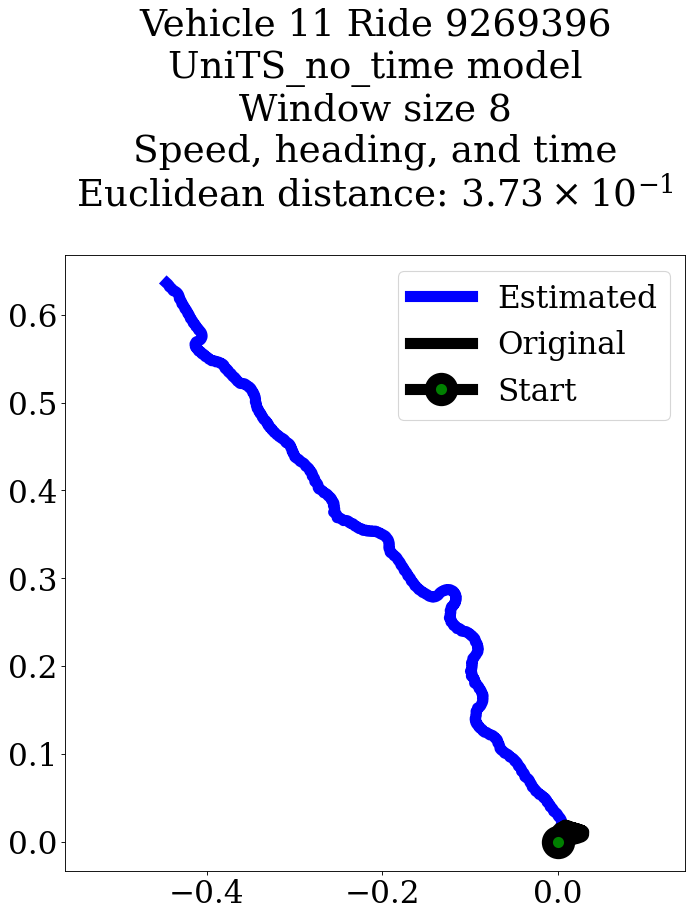 Vehicle 11 Ride 9269396
UniTS_no_time model
Window size 8
Speed, heading, and time
Euclidean distance: 3.73 × 10⁻¹
Estimated
Original
Start
0.6
0.5
0.4
0.3
0.2
0.1
0.0
−0.4
−0.2
0.0